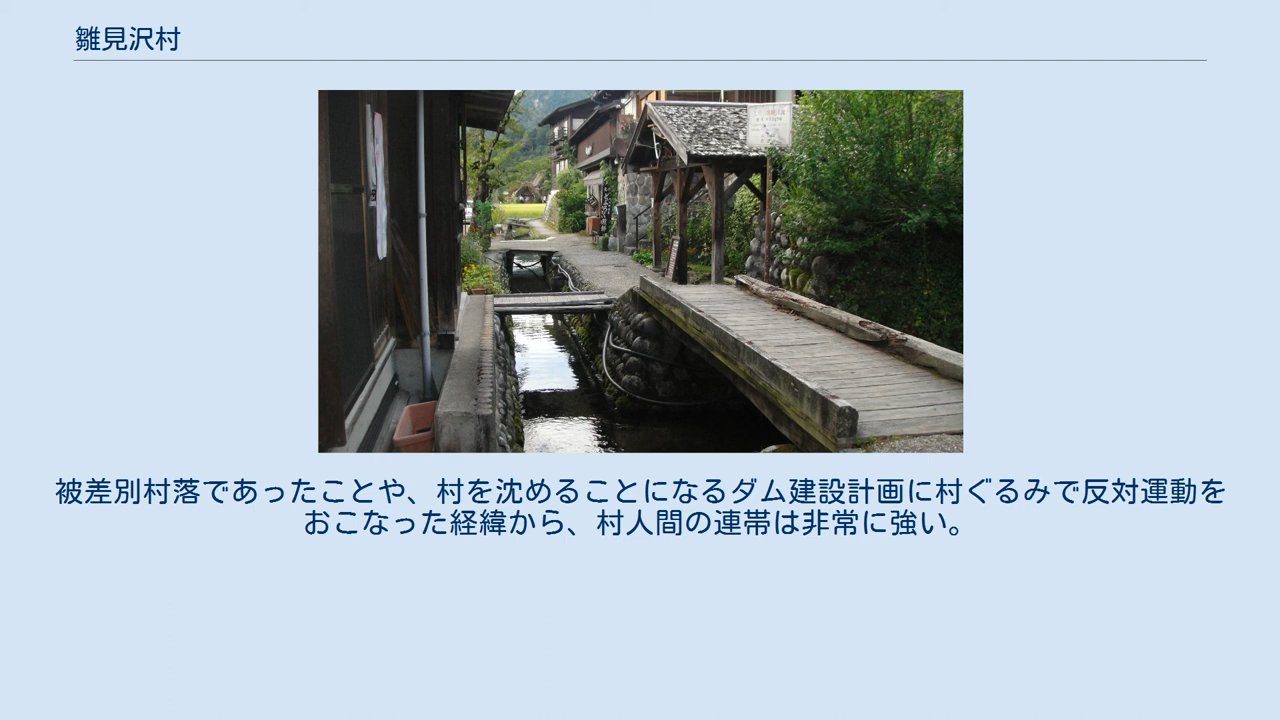 雛見沢村
被差別村落であったことや、村を沈めることになるダム建設計画に村ぐるみで反対運動を
おこなった経緯から、村人間の連帯は非常に強い。